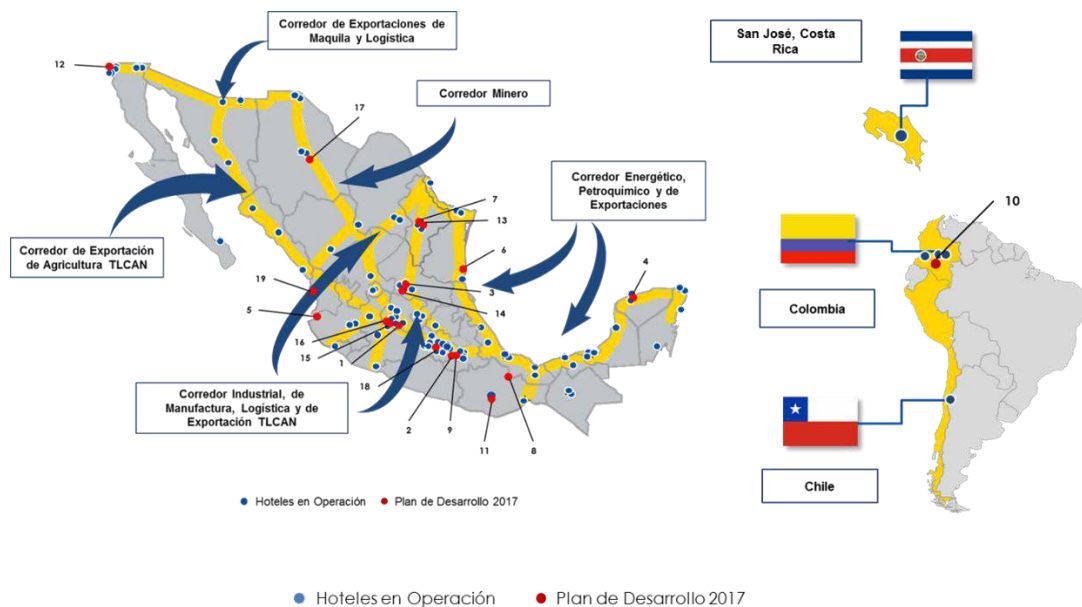 Corredor de Exportaciones de
Maquila y Logística
San José, Costa
Rica
12
Corredor Minero
17
Corredor Energético,
Petroquímico y de
Exportaciones
7
13
10
6
Corredor de Exportación
de Agricultura TLCAN
4
19
3
Colombia
5
14
16
15
1
18
Corredor Industrial, de
Manufactura, Logística y de
Exportación TLCAN
2
9
11
8
Chile
Hoteles en Operación
Plan de Desarrollo 2017
Hoteles en Operación
Plan de Desarrollo 2017